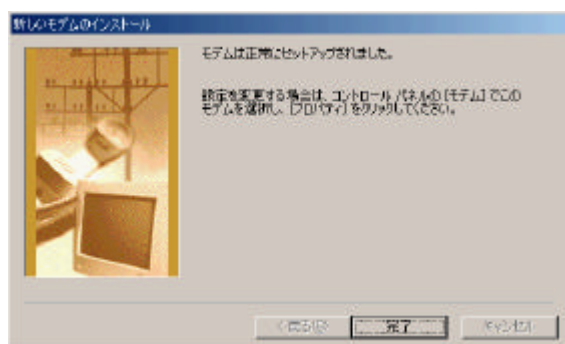 新しいモデムのインストール
モデムは正常にセットアップされました。
設定を変更する場合は、コントロール パネルの [モデム] でこの
モデムを選択し、[プロパティ] をクリックしてください。
< 戻る(B)
完了
キャンセル